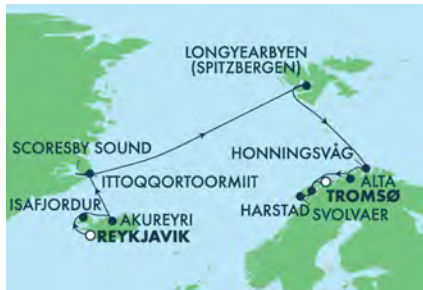 LONGYEARBYEN
(SPITZBERGEN)
SCORESBY SOUND
HONNINGSVÅG
ITTOQQORTOORMIIT
ALTA
ISAFJORDUR
TROMSØ
AKUREYRI
HARSTAD
SVOLVAER
REYKJAVIK